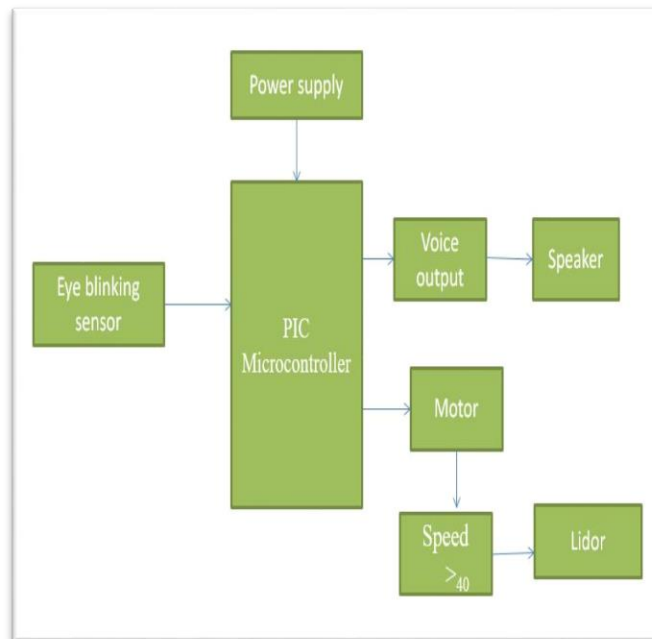 Power supply
Eye blinking
sensor
PIC
Microcontroller
Voice
output
Speaker
Motor
Speed
>40
Lidor